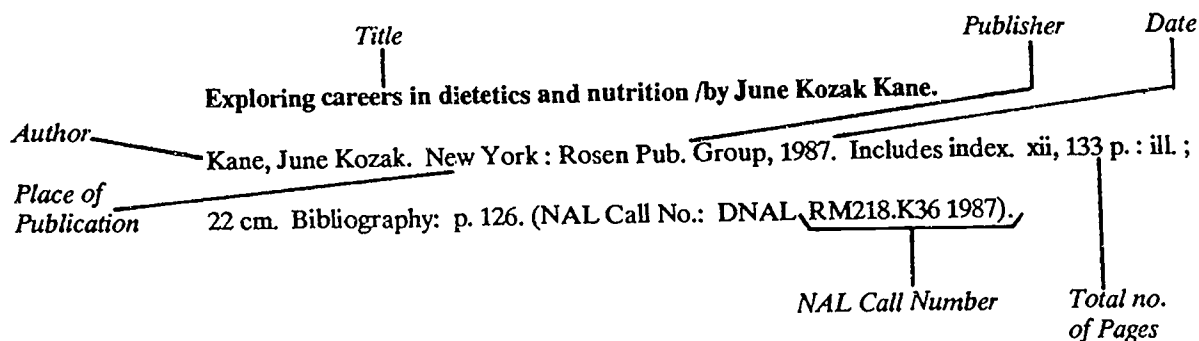 Title
Publisher
Date
Exploring careers in dietetics and nutrition /by June Kozak Kane.
Author
Kane, June Kozak. New York : Rosen Pub. Group, 1987. Includes index. xii, 133 p. : ill. ;
Place of
Publication
22 cm. Bibliography: p. 126. (NAL Call No.: DNAL RM218.K36 1987).
NAL Call Number
Total no.
of Pages